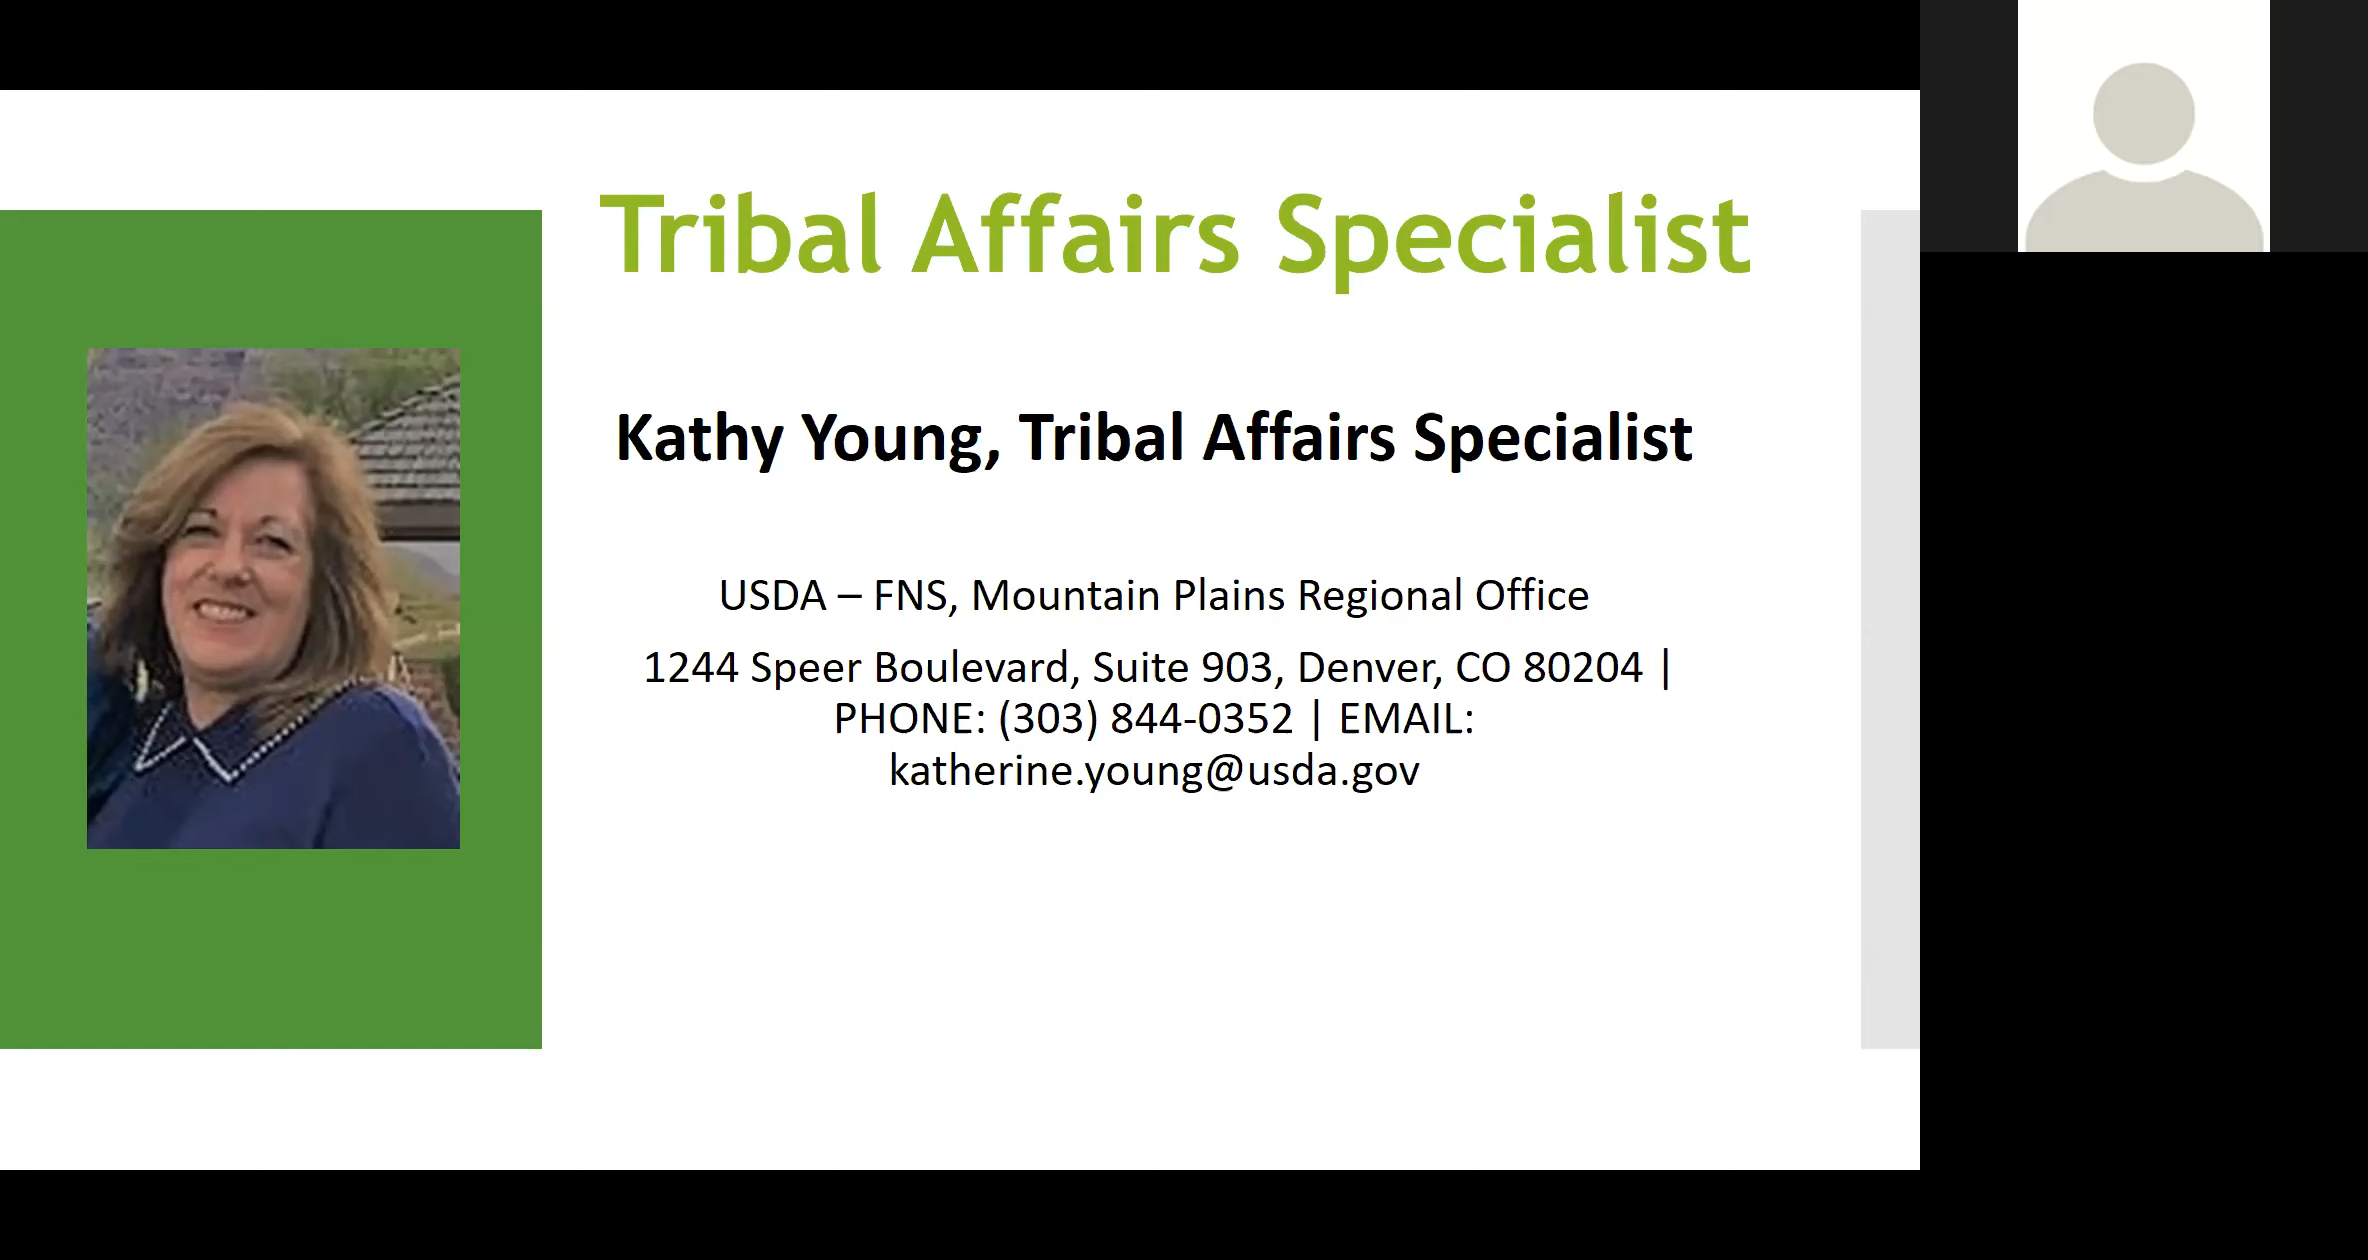 Tribal Affairs Specialist
Kathy Young, Tribal Affairs Specialist
USDA – FNS, Mountain Plains Regional Office
1244 Speer Boulevard, Suite 903, Denver, CO 80204 |
PHONE: (303) 844-0352 | EMAIL:
katherine.young@usda.gov